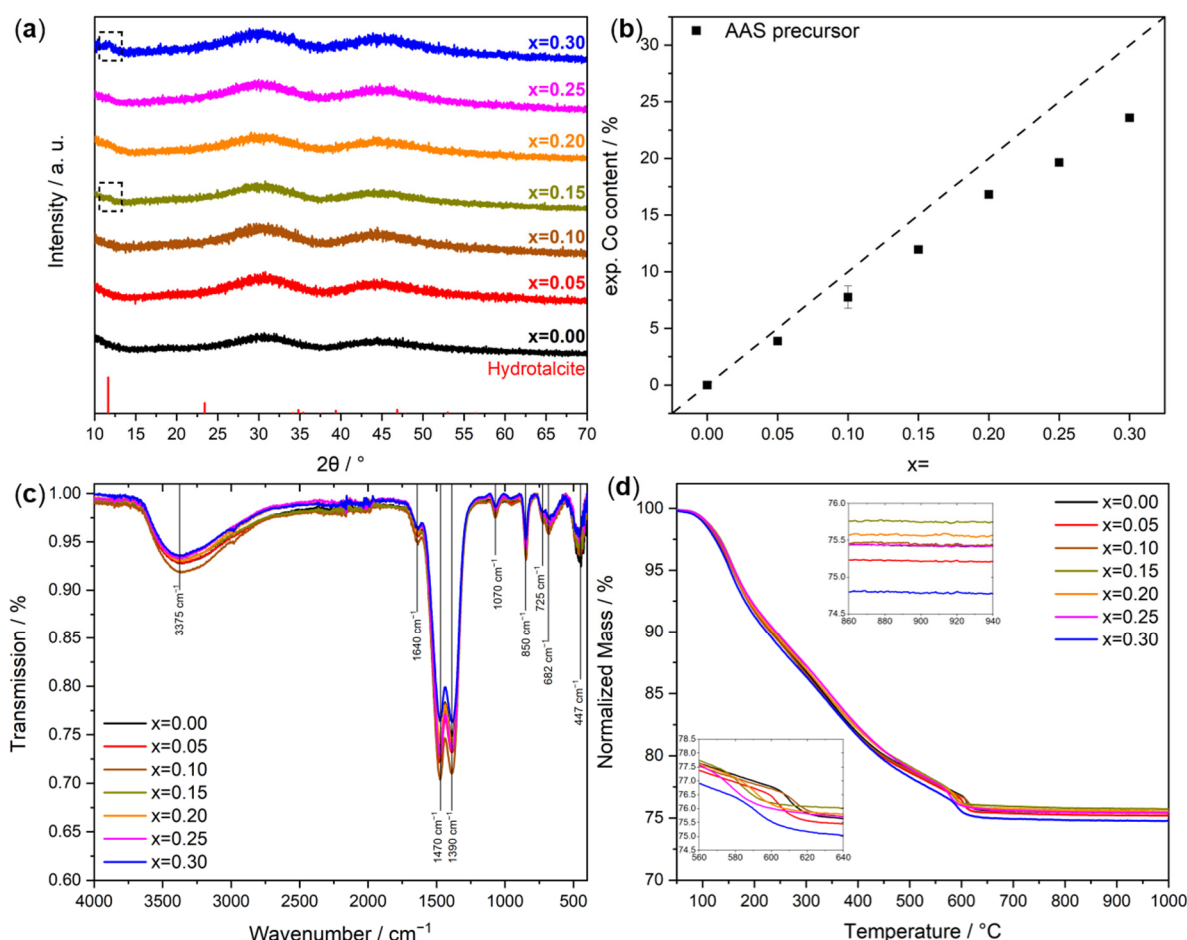 (a)
Intensity / a. u.
x=0.30
x=0.25
x=0.20
x=0.15
x=0.10
x=0.05
x=0.00
Hydrotalcite
10 15 20 25 30 35 40 45 50 55 60 65 70
2θ / °
(b)
AAS precursor
exp. Co content / %
30
25
20
15
10
5
0
0.00 0.05 0.10 0.15 0.20 0.25 0.30
x=
(c)
Transmission / %
1.00
0.95
0.90
0.85
0.80
0.75
0.70
0.65
0.60
3375 cm⁻¹
1640 cm⁻¹
1470 cm⁻¹
1390 cm⁻¹
1070 cm⁻¹
850 cm⁻¹
725 cm⁻¹
682 cm⁻¹
447 cm⁻¹
x=0.00
x=0.05
x=0.10
x=0.15
x=0.20
x=0.25
x=0.30
4000 3500 3000 2500 2000 1500 1000 500
Wavenumber / cm⁻¹
(d)
Normalized Mass / %
100
95
90
85
80
75
70
76.0
75.5
75.0
74.5
860 880 900 920 940
x=0.00
x=0.05
x=0.10
x=0.15
x=0.20
x=0.25
x=0.30
78.5
78.0
77.5
77.0
76.5
76.0
75.5
75.0
74.5
560 580 600 620 640
100 200 300 400 500 600 700 800 900 1000
Temperature / °C